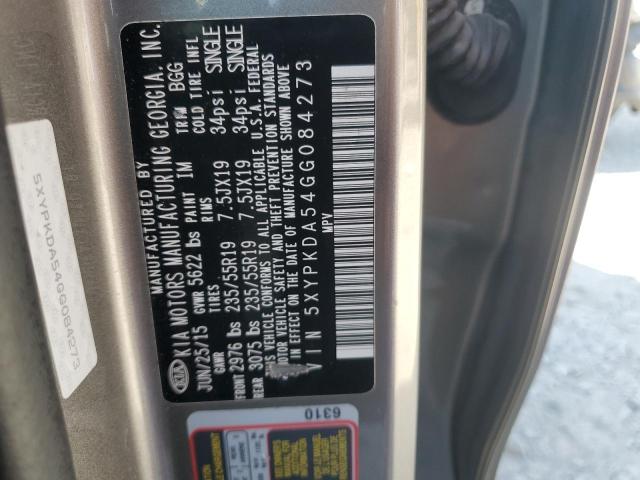 KIA
MANUFACTURED BY
KIA MOTORS MANUFACTURING GEORGIA. INC.
JUN/25/15 GVWR 5622 lbs PAINT IM TRIM BGG
GAWR TIRES RIMS COLD TIRE INFL
FRONT 2976 lbs 235/55R19 7.5JX19 34psi SINGLE
REAR 3075 lbs 235/55R19 7.5JX19 34psi SINGLE
THIS VEHICLE CONFORMS TO ALL APPLICABLE U.S.A. FEDERAL
MOTOR VEHICLE SAFETY AND THEFT PREVENTION STANDARDS
IN EFFECT ON THE DATE OF MANUFACTURE SHOWN ABOVE
VIN 5XYPKDA54GG084273
MPV
5XYPKDA54GG084273
6310